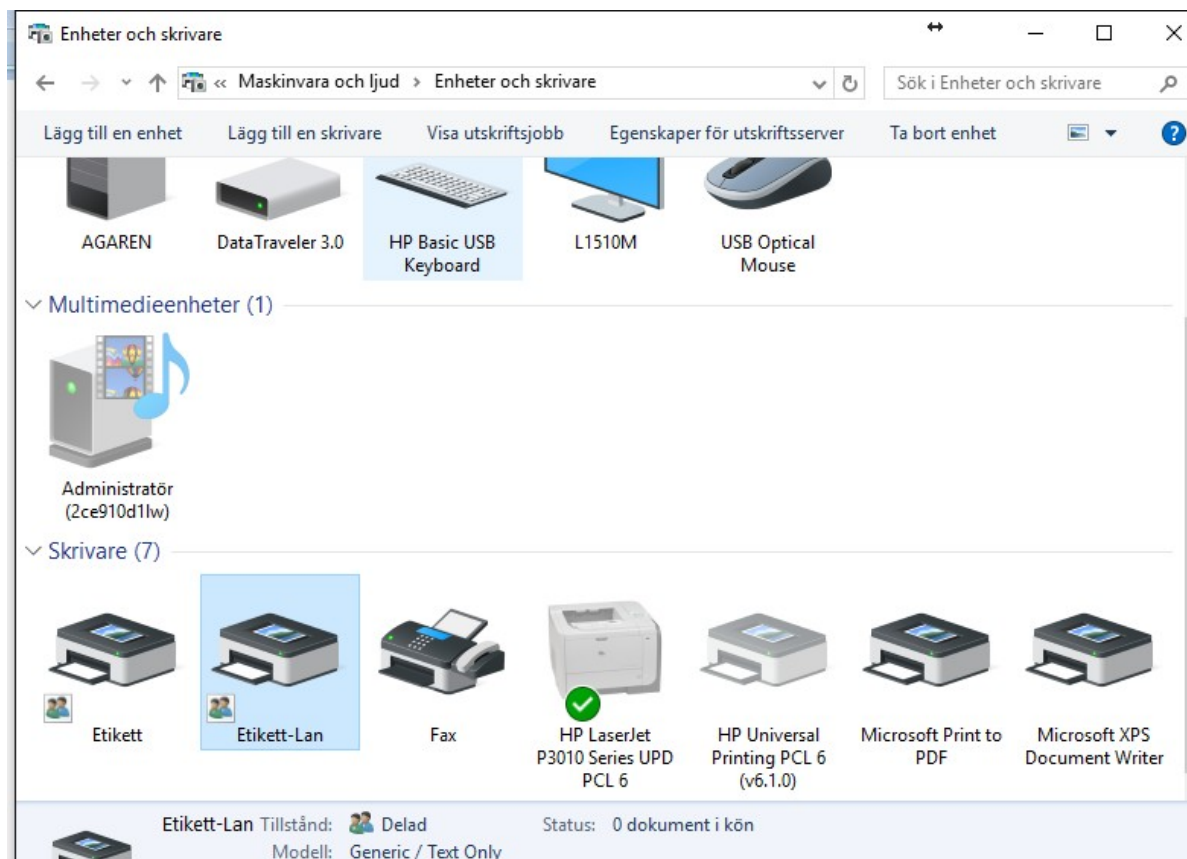 Enheter och skrivare
« Maskinvara och ljud > Enheter och skrivare
Sök i Enheter och skrivare
Lägg till en enhet Lägg till en skrivare Visa utskriftsjobb Egenskaper för utskriftsserver Ta bort enhet
AGAREN DataTraveler 3.0 HP Basic USB L1510M USB Optical
Keyboard Mouse
Multimedieenheter (1)
Administratör
(2ce910d1lw)
Skrivare (7)
Etikett Etikett-Lan Fax HP LaserJet HP Universal Microsoft Print to Microsoft XPS
P3010 Series UPD Printing PCL 6 PDF Document Writer
PCL 6 (v6.1.0)
Etikett-Lan Tillstånd: Delad Status: 0 dokument i kön
Modell: Generic / Text Only